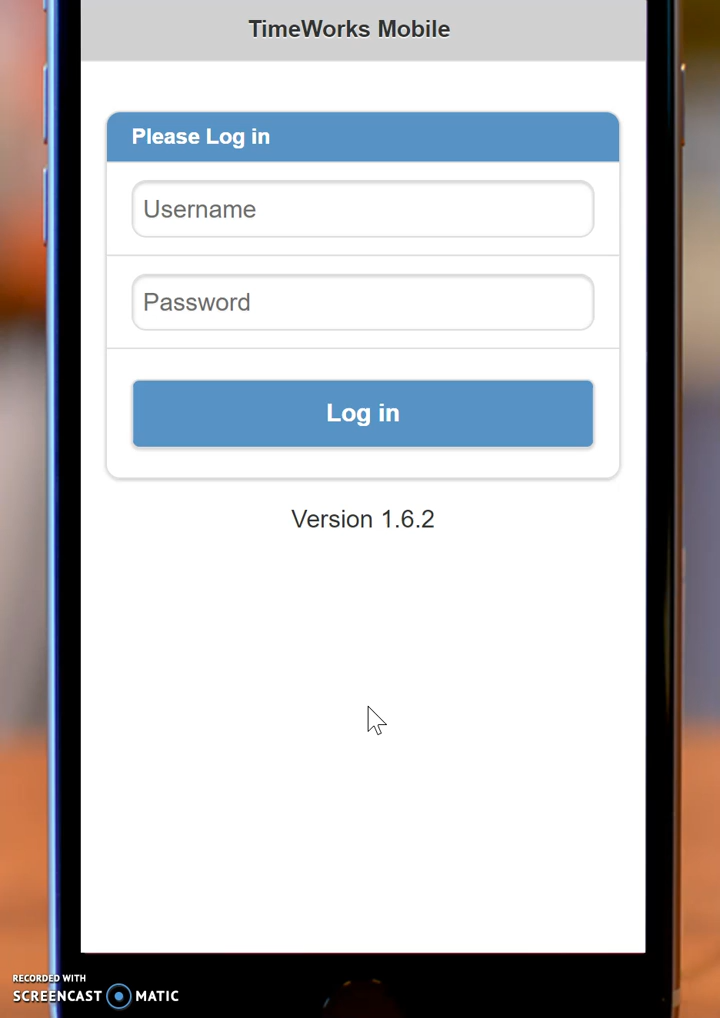 TimeWorks Mobile
Please Log in
Username
Password
Log in
Version 1.6.2
RECORDED WITH
SCREENCAST MATIC